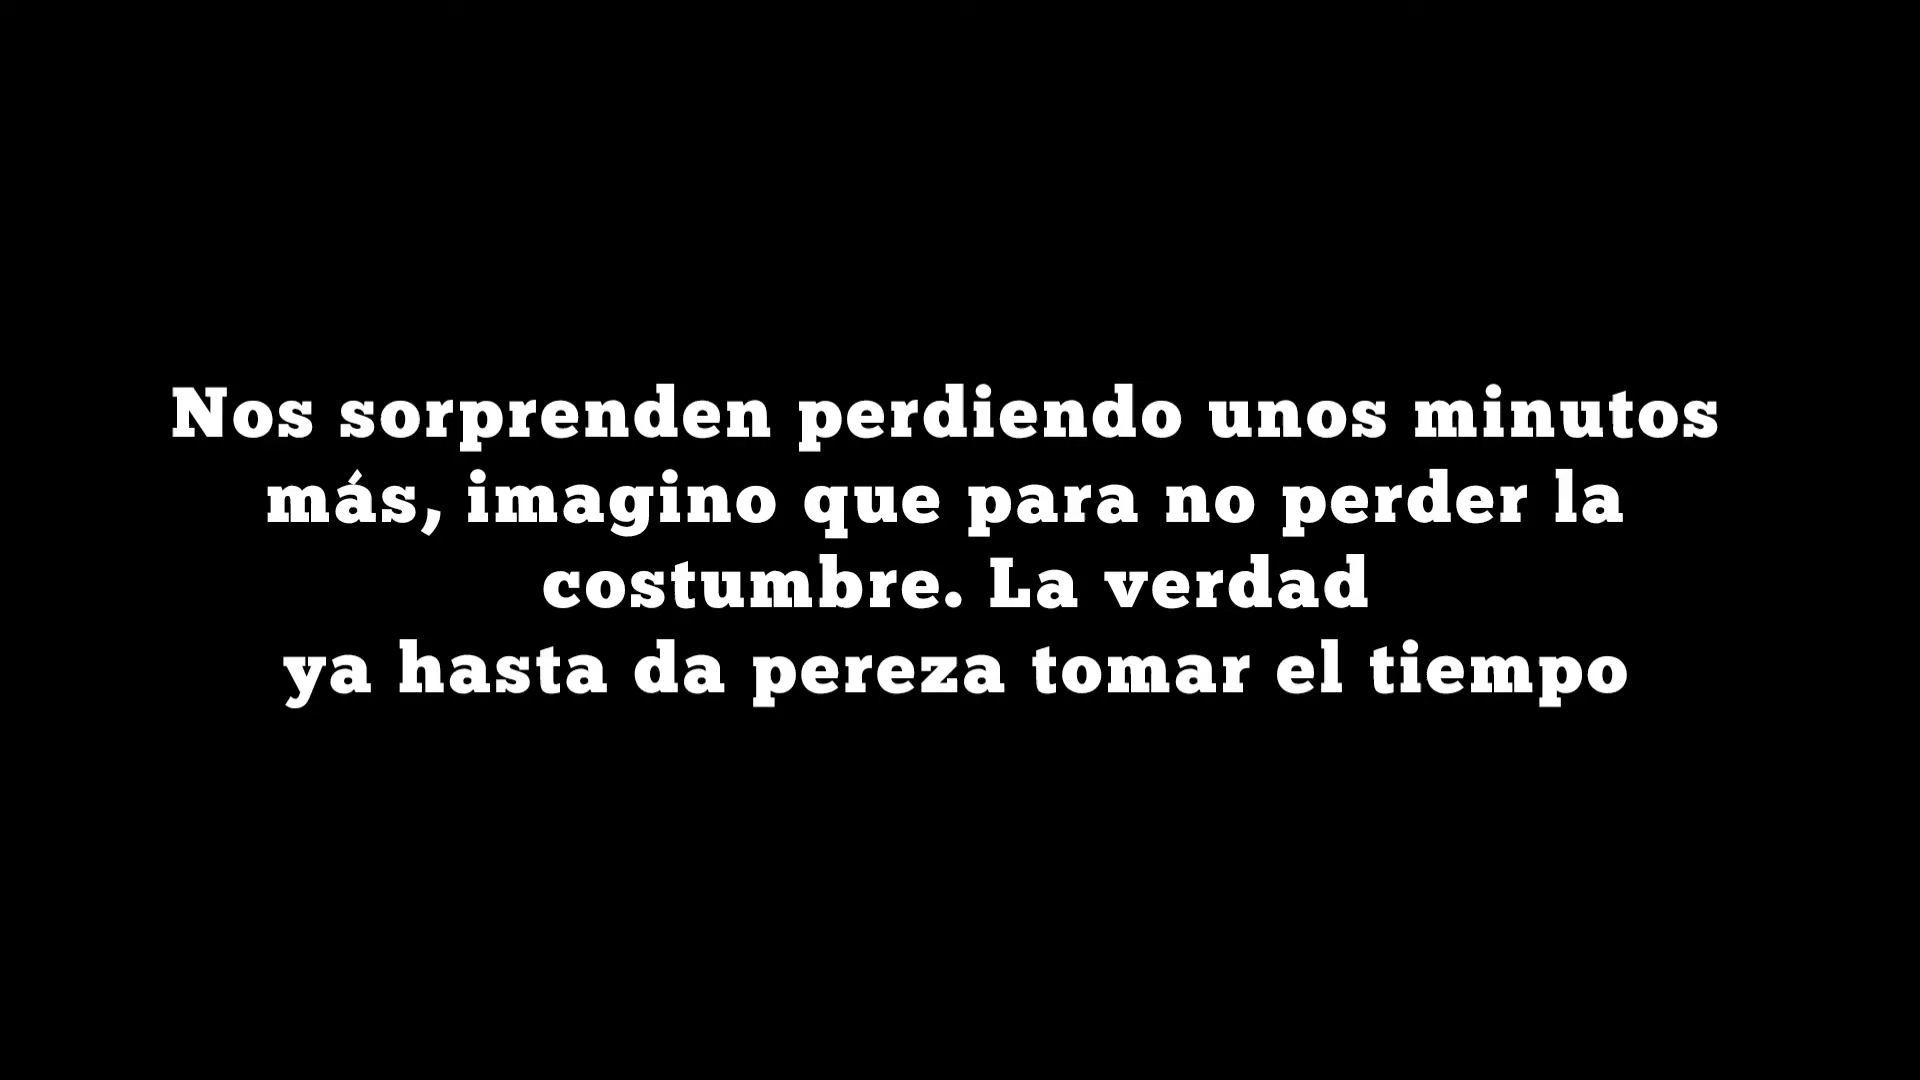 Nos sorprenden perdiendo unos minutos
más, imagino que para no perder la
costumbre. La verdad
ya hasta da pereza tomar el tiempo